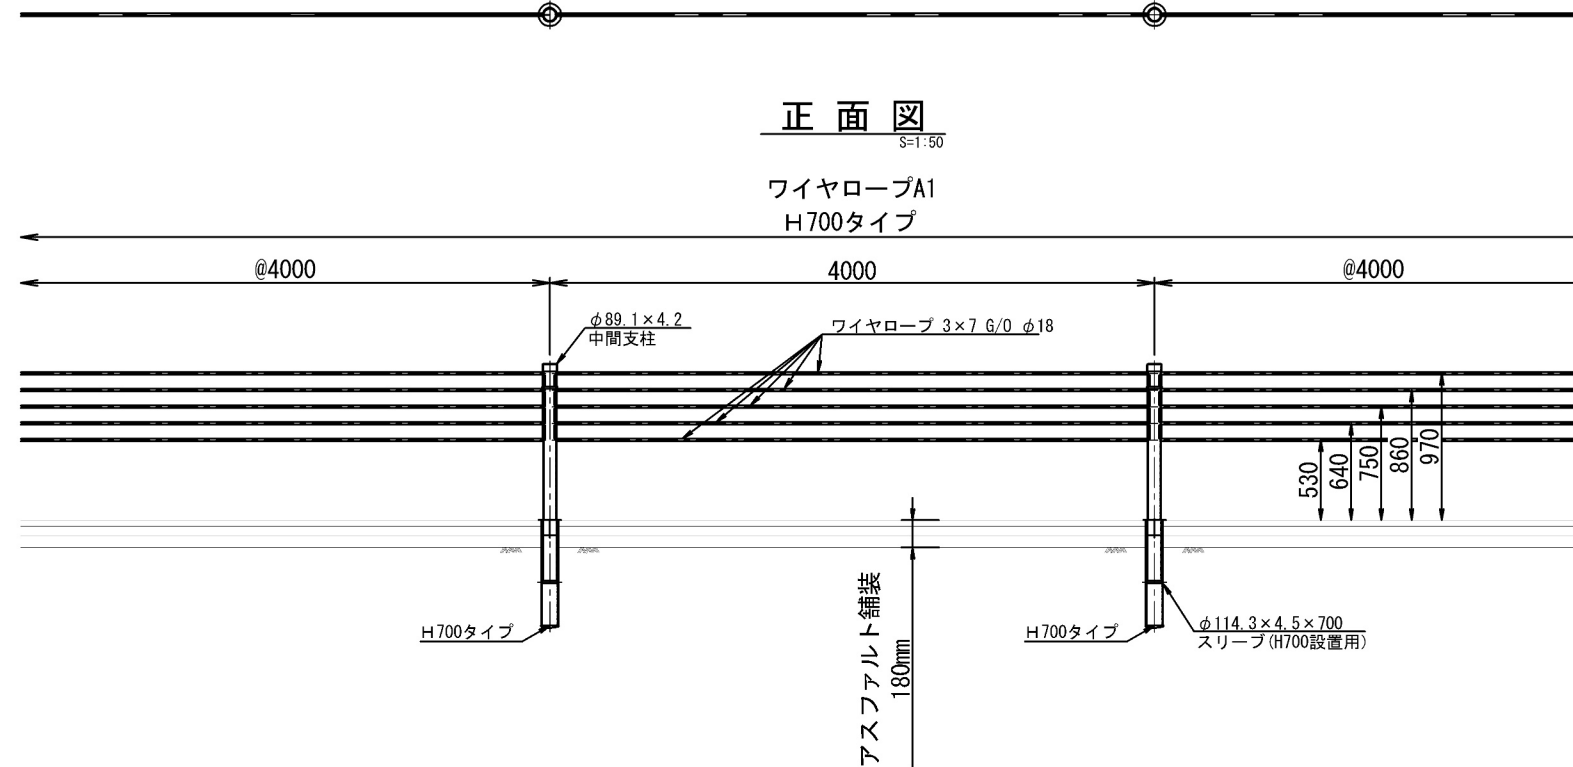 正面図
S=1:50
ワイヤロープA1
H700タイプ
@4000
4000
@4000
φ89.1×4.2
中間支柱
ワイヤロープ 3×7 G/O φ18
530
640
750
860
970
アスファルト舗装
180mm
H700タイプ
H700タイプ
φ114.3×4.5×700
スリーブ(H700設置用)